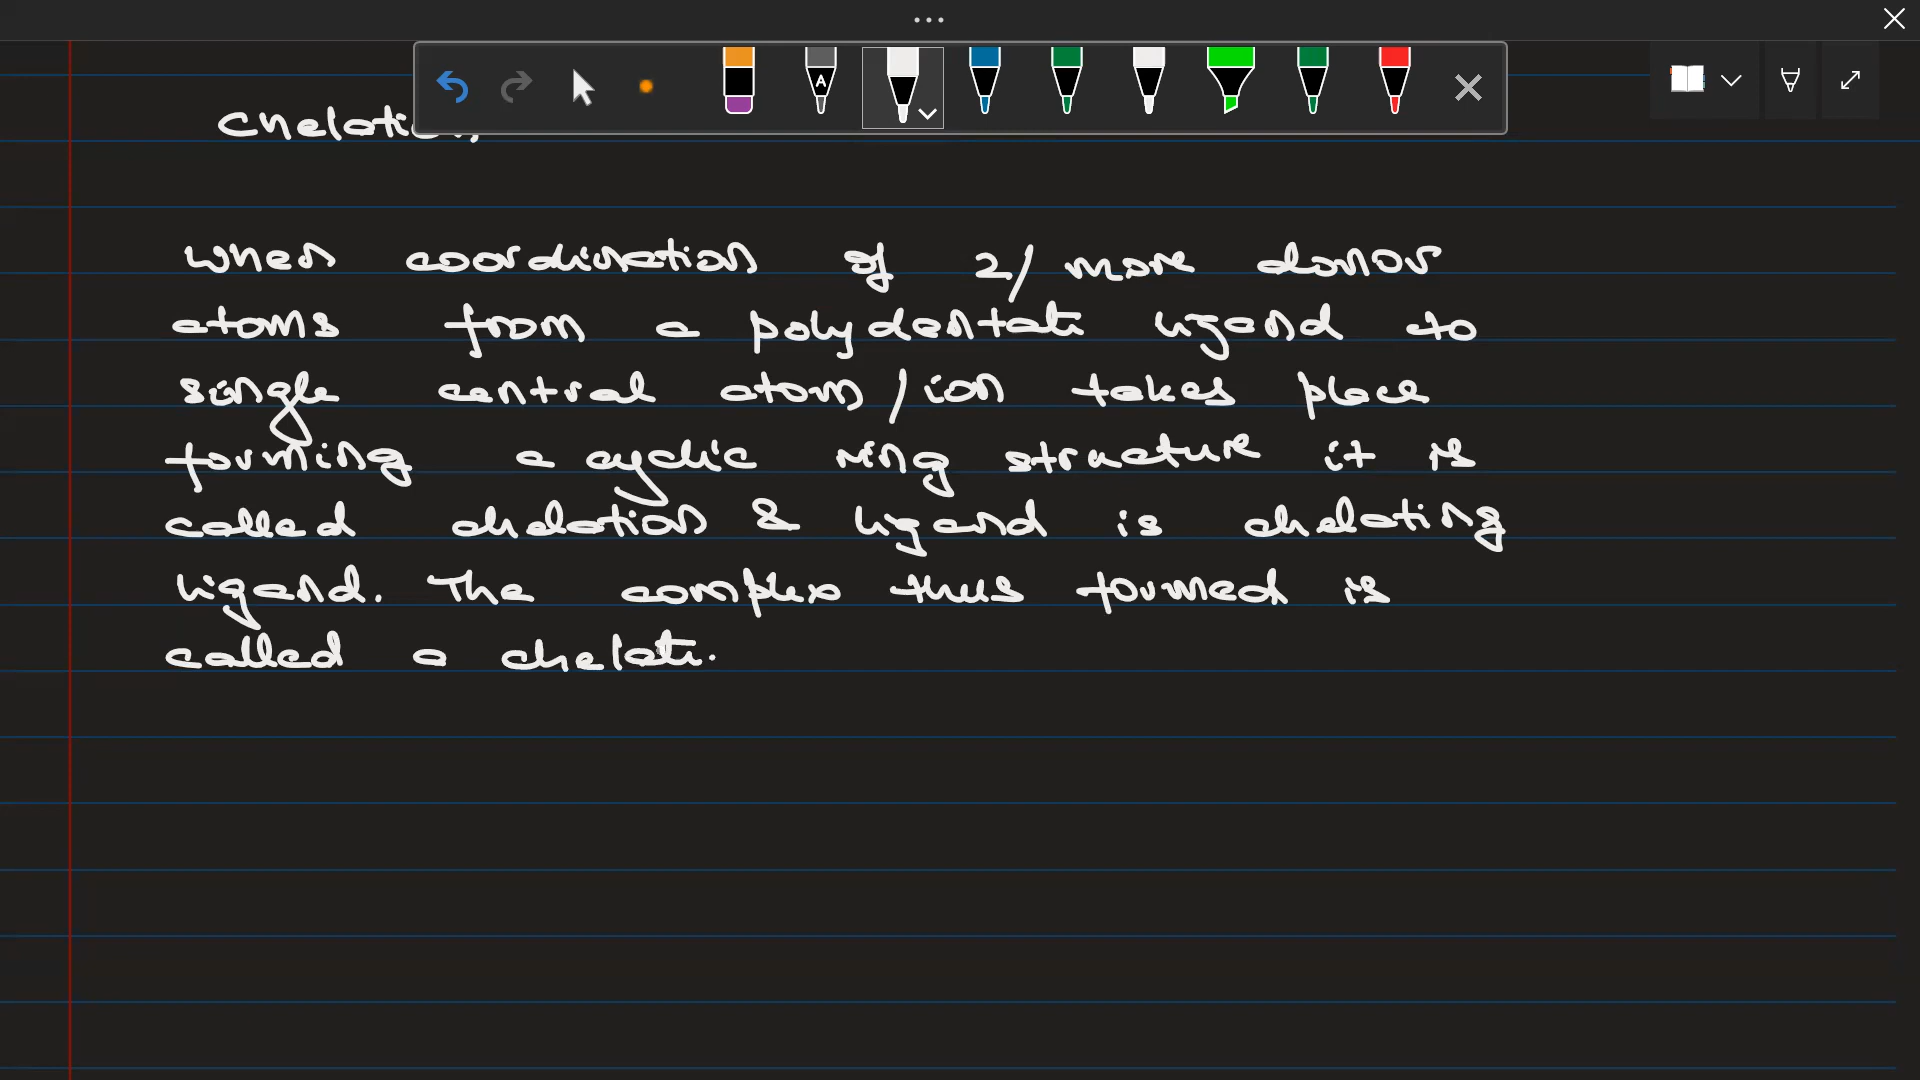 Chelation
When coordination of 2/ more donor
atoms from a polydentate ligand to
single central atom/ion takes place
forming a cyclic ring structure it is
called chelation & ligand is chelating
ligand. The complex thus formed is
called a chelate.